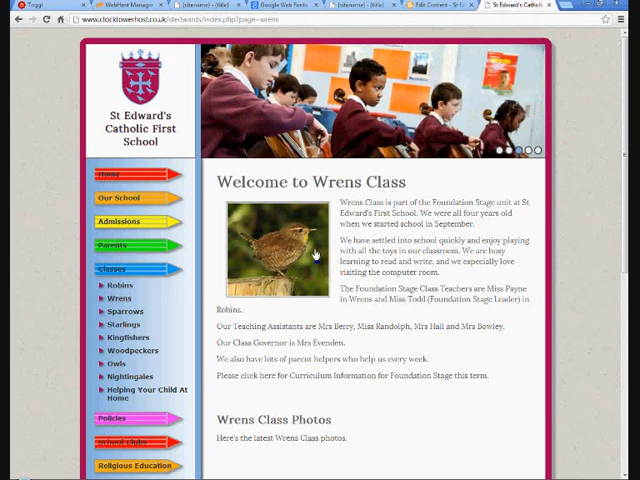 Toggl
WebHost Manager
[sitename] - [title]
Google Web Fonts
[sitename] - [title]
Edit Content - St E
St Edward's Catholi
www.clocktowerhost.co.uk/stedwards/index.php?page=wrens
St Edward's
Catholic First
School
Home
Our School
Admissions
Parents
Classes
Robins
Wrens
Sparrows
Starlings
Kingfishers
Woodpeckers
Owls
Nightingales
Helping Your Child At
Home
Policies
School Clubs
Religious Education
Welcome to Wrens Class
Wrens Class is part of the Foundation Stage unit at St
Edward's First School. We were all four years old
when we started school in September.
We have settled into school quickly and enjoy playing
with all the toys in our classroom. We are busy
learning to read and write, and we especially love
visiting the computer room.
The Foundation Stage Class Teachers are Miss Payne
in Wrens and Miss Todd (Foundation Stage Leader) in
Robins.
Our Teaching Assistants are Mrs Berry, Miss Randolph, Mrs Hall and Mrs Bowley.
Our Class Governor is Mrs Evenden.
We also have lots of parent helpers who help us every week.
Please click here for Curriculum Information for Foundation Stage this term.
Wrens Class Photos
Here's the latest Wrens Class photos.